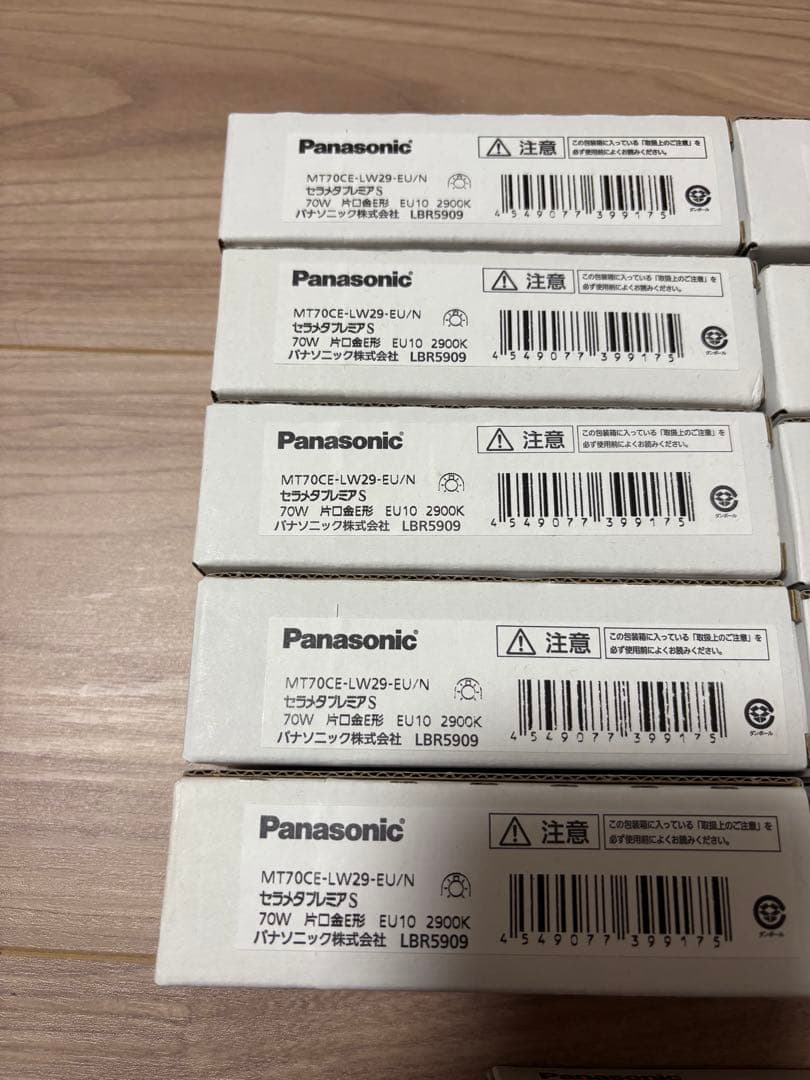 Panasonic
注意
この包装箱に入っている「取扱上のご注意」を
必ず使用前によくお読みください。
MT70CE-LW29-EU/N
セラメタプレミアS
70W 片口金E形 EU10 2900K
パナソニック株式会社 LBR5909
4549077399175
ダンボール
Panasonic
注意
この包装箱に入っている「取扱上のご注意」を
必ず使用前によくお読みください。
MT70CE-LW29-EU/N
セラメタプレミアS
70W 片口金E形 EU10 2900K
パナソニック株式会社 LBR5909
4549077399175
ダンボール
Panasonic
注意
この包装箱に入っている「取扱上のご注意」を
必ず使用前によくお読みください。
MT70CE-LW29-EU/N
セラメタプレミアS
70W 片口金E形 EU10 2900K
パナソニック株式会社 LBR5909
4549077399175
ダンボール
Panasonic
注意
この包装箱に入っている「取扱上のご注意」を
必ず使用前によくお読みください。
MT70CE-LW29-EU/N
セラメタプレミアS
70W 片口金E形 EU10 2900K
パナソニック株式会社 LBR5909
4549077399175
ダンボール
Panasonic
注意
この包装箱に入っている「取扱上のご注意」を
必ず使用前によくお読みください。
MT70CE-LW29-EU/N
セラメタプレミアS
70W 片口金E形 EU10 2900K
パナソニック株式会社 LBR5909
4549077399175
ダンボール
Panasonic